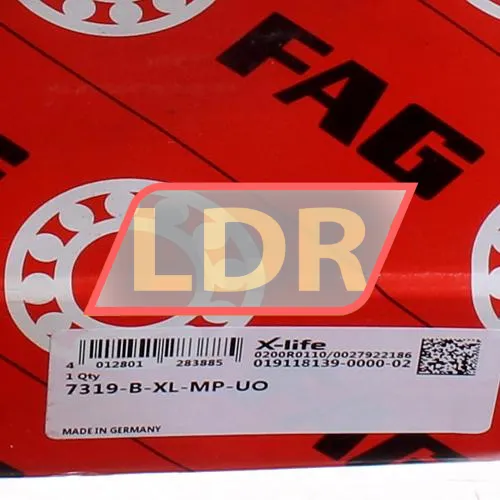 FAG
LDR
X-life
0200R0110/0027922186
4 012801 283885
019118139-0000-02
1 Qty
7319-B-XL-MP-UO
MADE IN GERMANY